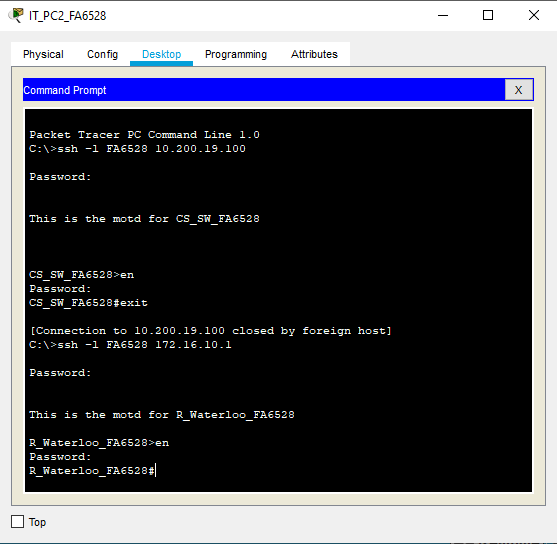 IT_PC2_FA6528
Physical Config Desktop Programming Attributes
Command Prompt
X
Packet Tracer PC Command Line 1.0
C:\>ssh -l FA6528 10.200.19.100
Password:
This is the motd for CS_SW_FA6528
CS_SW_FA6528>en
Password:
CS_SW_FA6528#exit
[Connection to 10.200.19.100 closed by foreign host]
C:\>ssh -l FA6528 172.16.10.1
Password:
This is the motd for R_Waterloo_FA6528
R_Waterloo_FA6528>en
Password:
R_Waterloo_FA6528#
Top